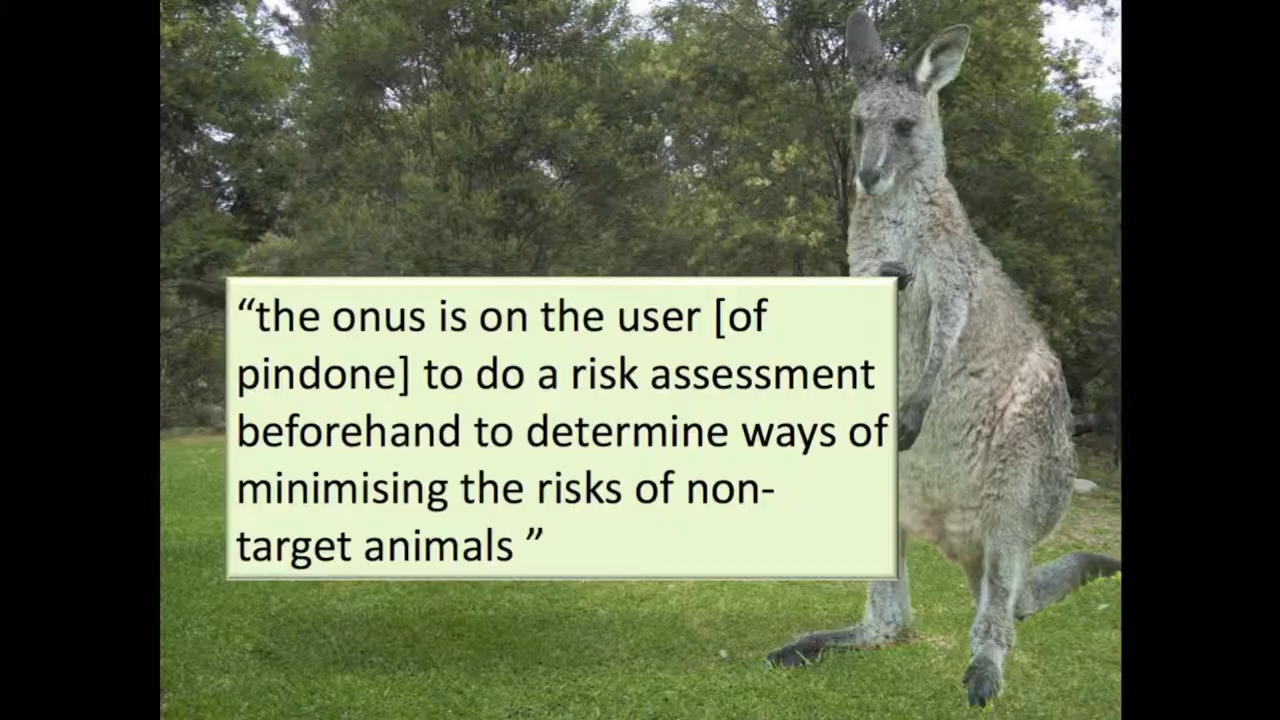 “the onus is on the user [of
pindone] to do a risk assessment
beforehand to determine ways of
minimising the risks of non-
target animals ”